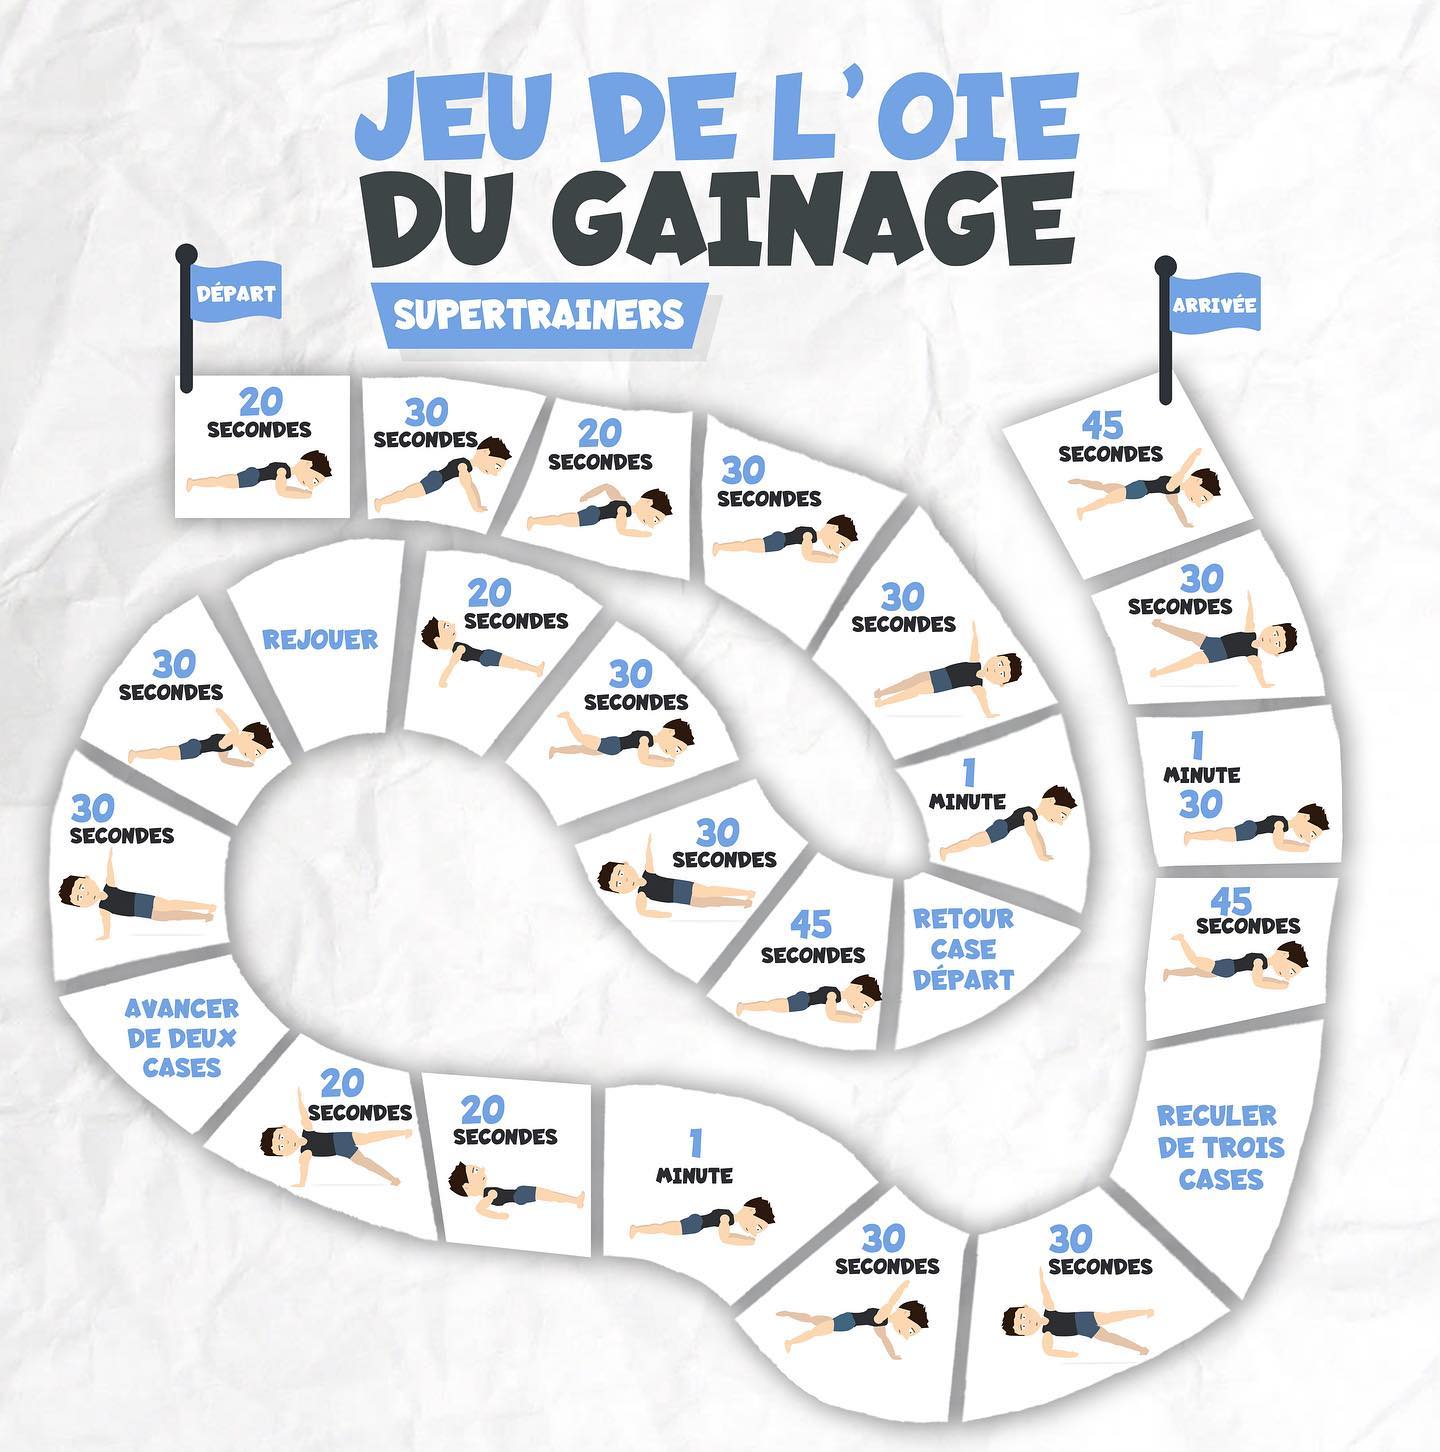 JEU DE L'OIE
DU GAINAGE
SUPERTRAINERS
DÉPART
ARRIVÉE
20
SECONDES
30
SECONDES
20
SECONDES
30
SECONDES
30
SECONDES
1
MINUTE
RETOUR
CASE
DÉPART
45
SECONDES
30
SECONDES
30
SECONDES
20
SECONDES
REJOUER
30
SECONDES
30
SECONDES
AVANCER
DE DEUX
CASES
20
SECONDES
20
SECONDES
1
MINUTE
30
SECONDES
30
SECONDES
RECULER
DE TROIS
CASES
45
SECONDES
1
MINUTE
30
30
SECONDES
45
SECONDES